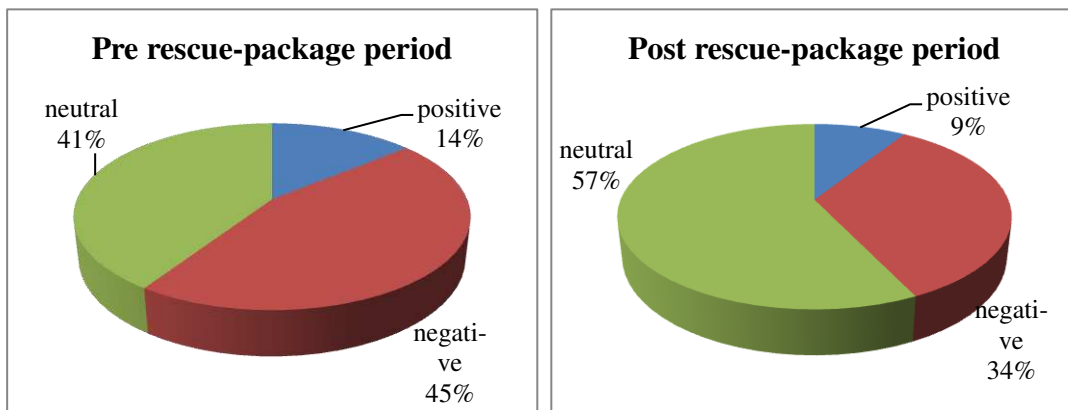 Pre rescue-package period
neutral
41%
positive
14%
negati-
ve
45%
Post rescue-package period
positive
9%
neutral
57%
negati-
ve
34%